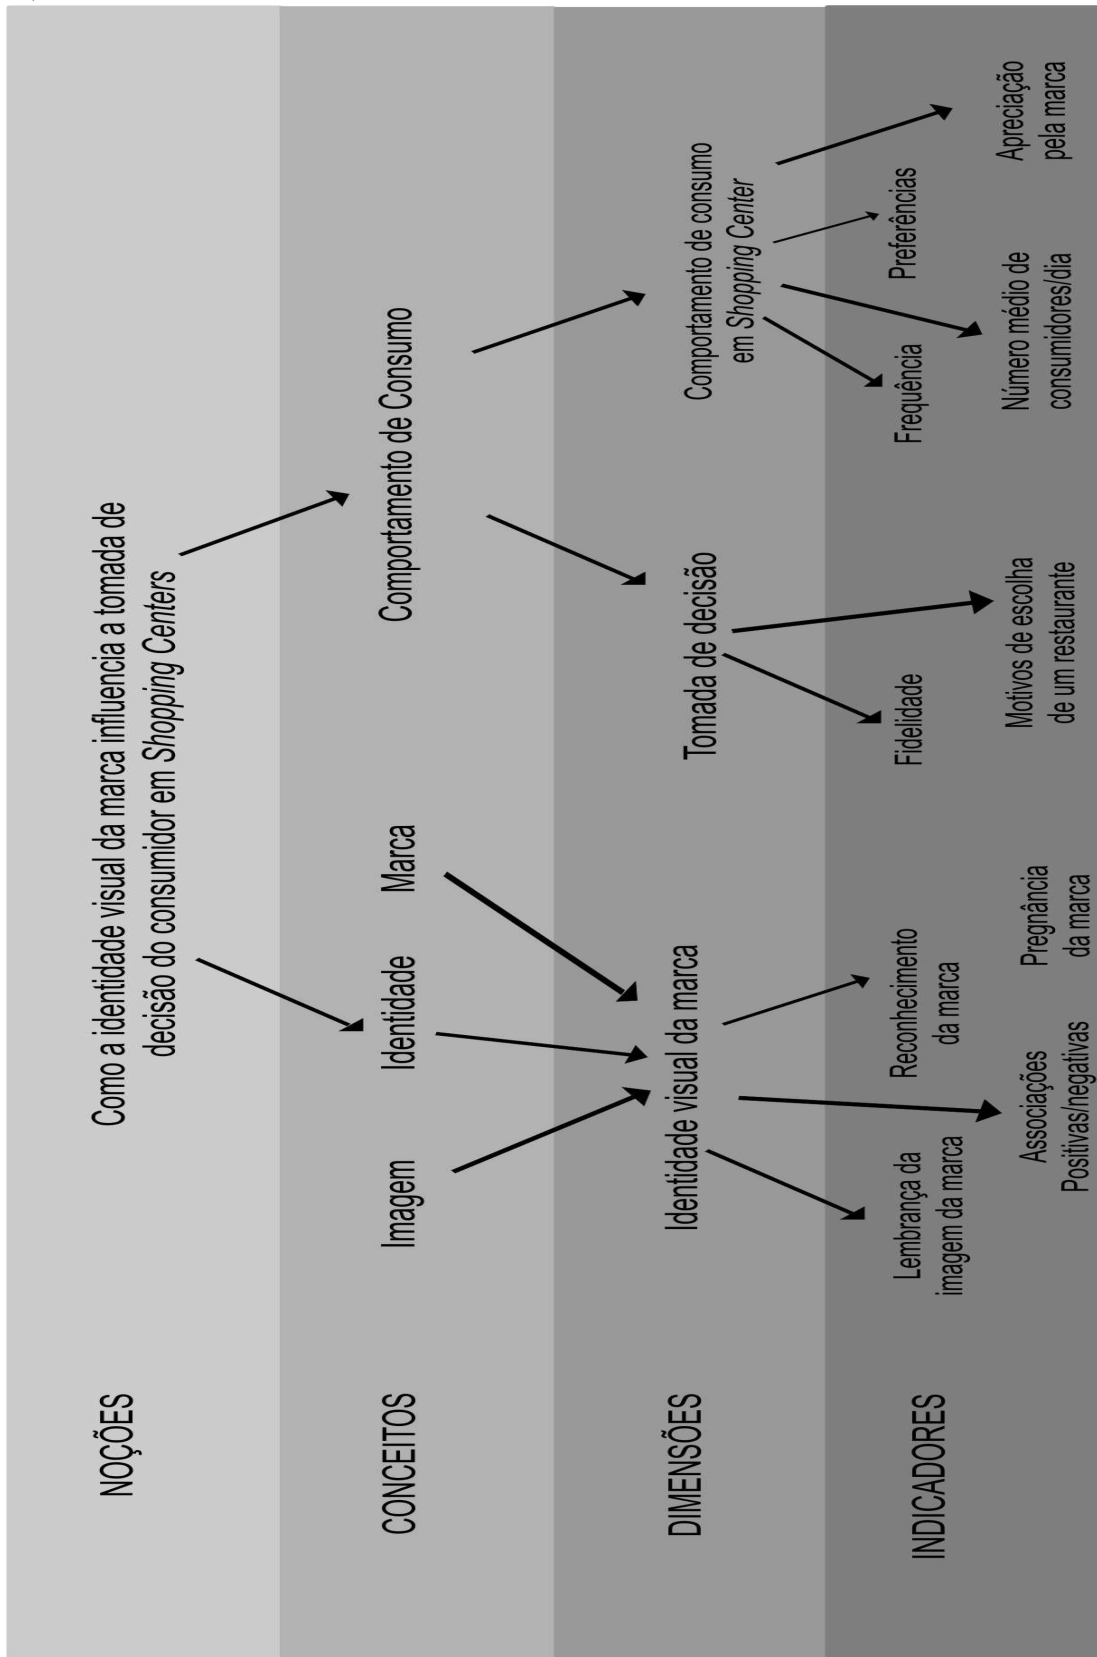 NOÇÕES
Como a identidade visual da marca influencia a tomada de
decisão do consumidor em Shopping Centers
CONCEITOS
Imagem
Identidade
Marca
Comportamento de Consumo
DIMENSÕES
Identidade visual da marca
Tomada de decisão
Comportamento de consumo
em Shopping Center
INDICADORES
Lembrança da
imagem da marca
Reconhecimento
da marca
Fidelidade
Frequência
Preferências
Associações
Positivas/negativas
Pregnância
da marca
Motivos de escolha
de um restaurante
Número médio de
consumidores/dia
Apreciação
pela marca